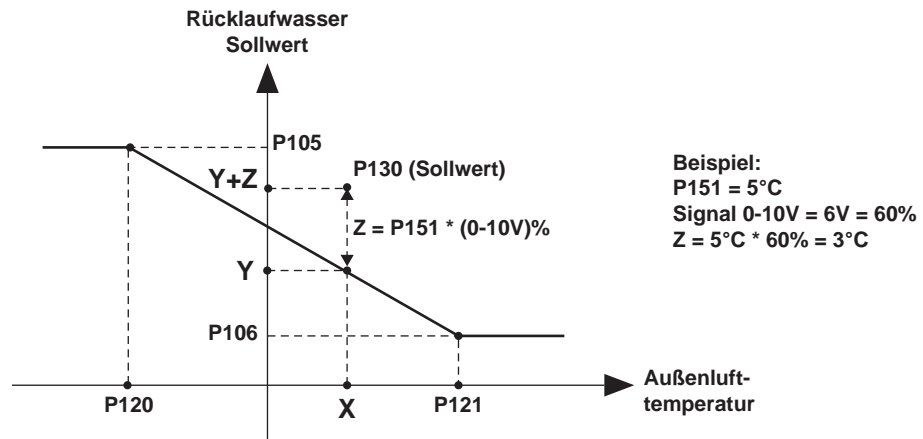 Rücklaufwasser
Sollwert
P105
P130 (Sollwert)
Y+Z
Z = P151 * (0-10V)%
Y
P106
P120
X
P121
Außenluft-
temperatur
Beispiel:
P151 = 5°C
Signal 0-10V = 6V = 60%
Z = 5°C * 60% = 3°C